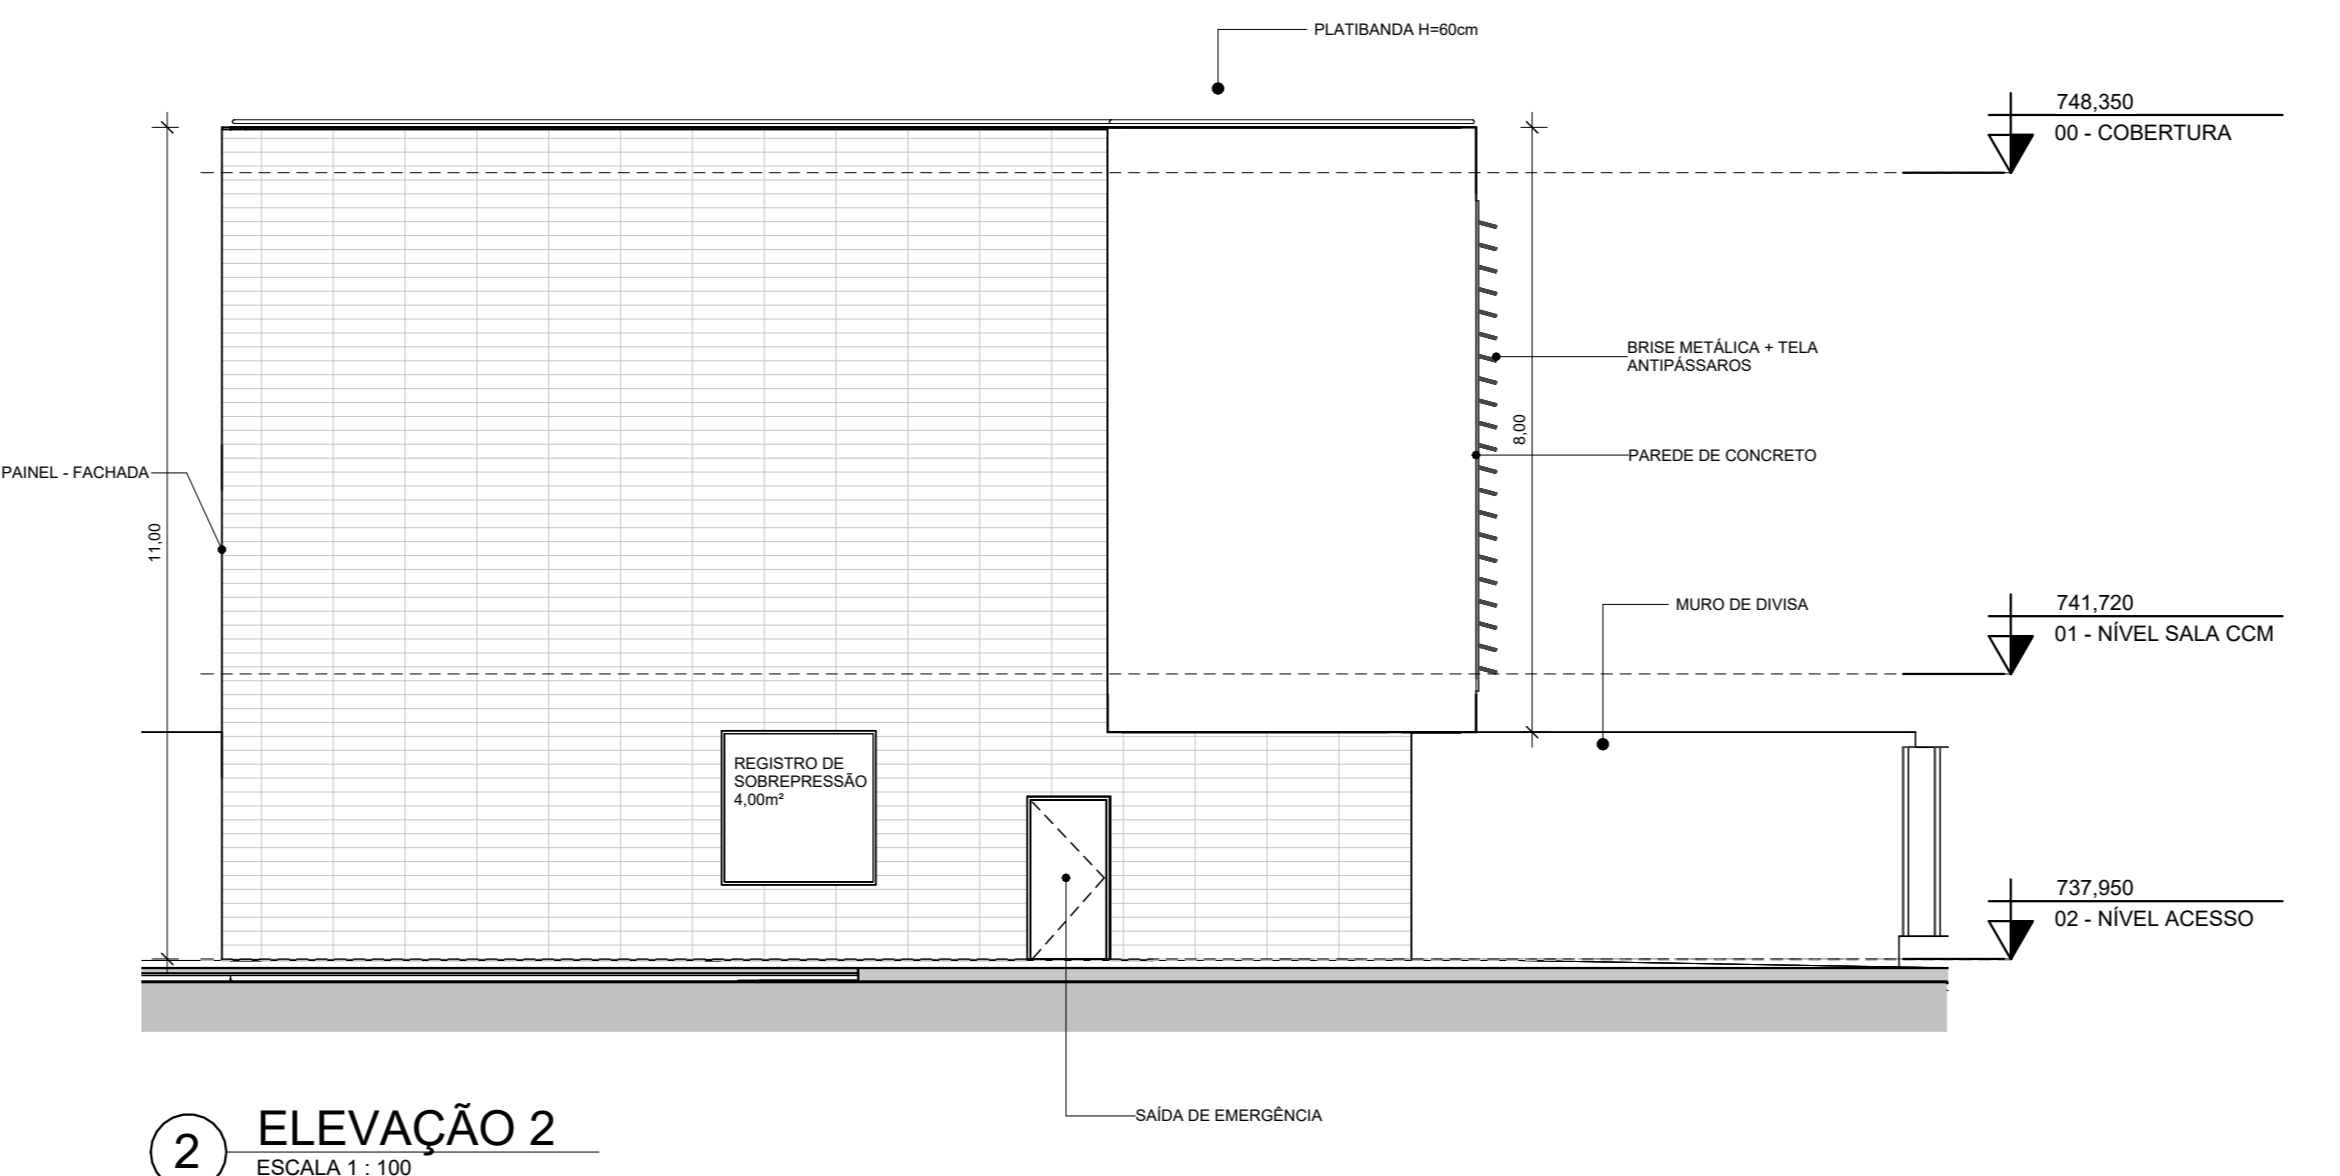 PLATIBANDA H=60cm
748,350
00 - COBERTURA
BRISE METÁLICA + TELA
ANTIPÁSSAROS
8,00
PAREDE DE CONCRETO
PAINEL - FACHADA
11,00
MURO DE DIVISA
741,720
01 - NÍVEL SALA CCM
REGISTRO DE
SOBREPRESSÃO
4,00m²
737,950
02 - NÍVEL ACESSO
SAÍDA DE EMERGÊNCIA
2
ELEVAÇÃO 2
ESCALA 1 : 100